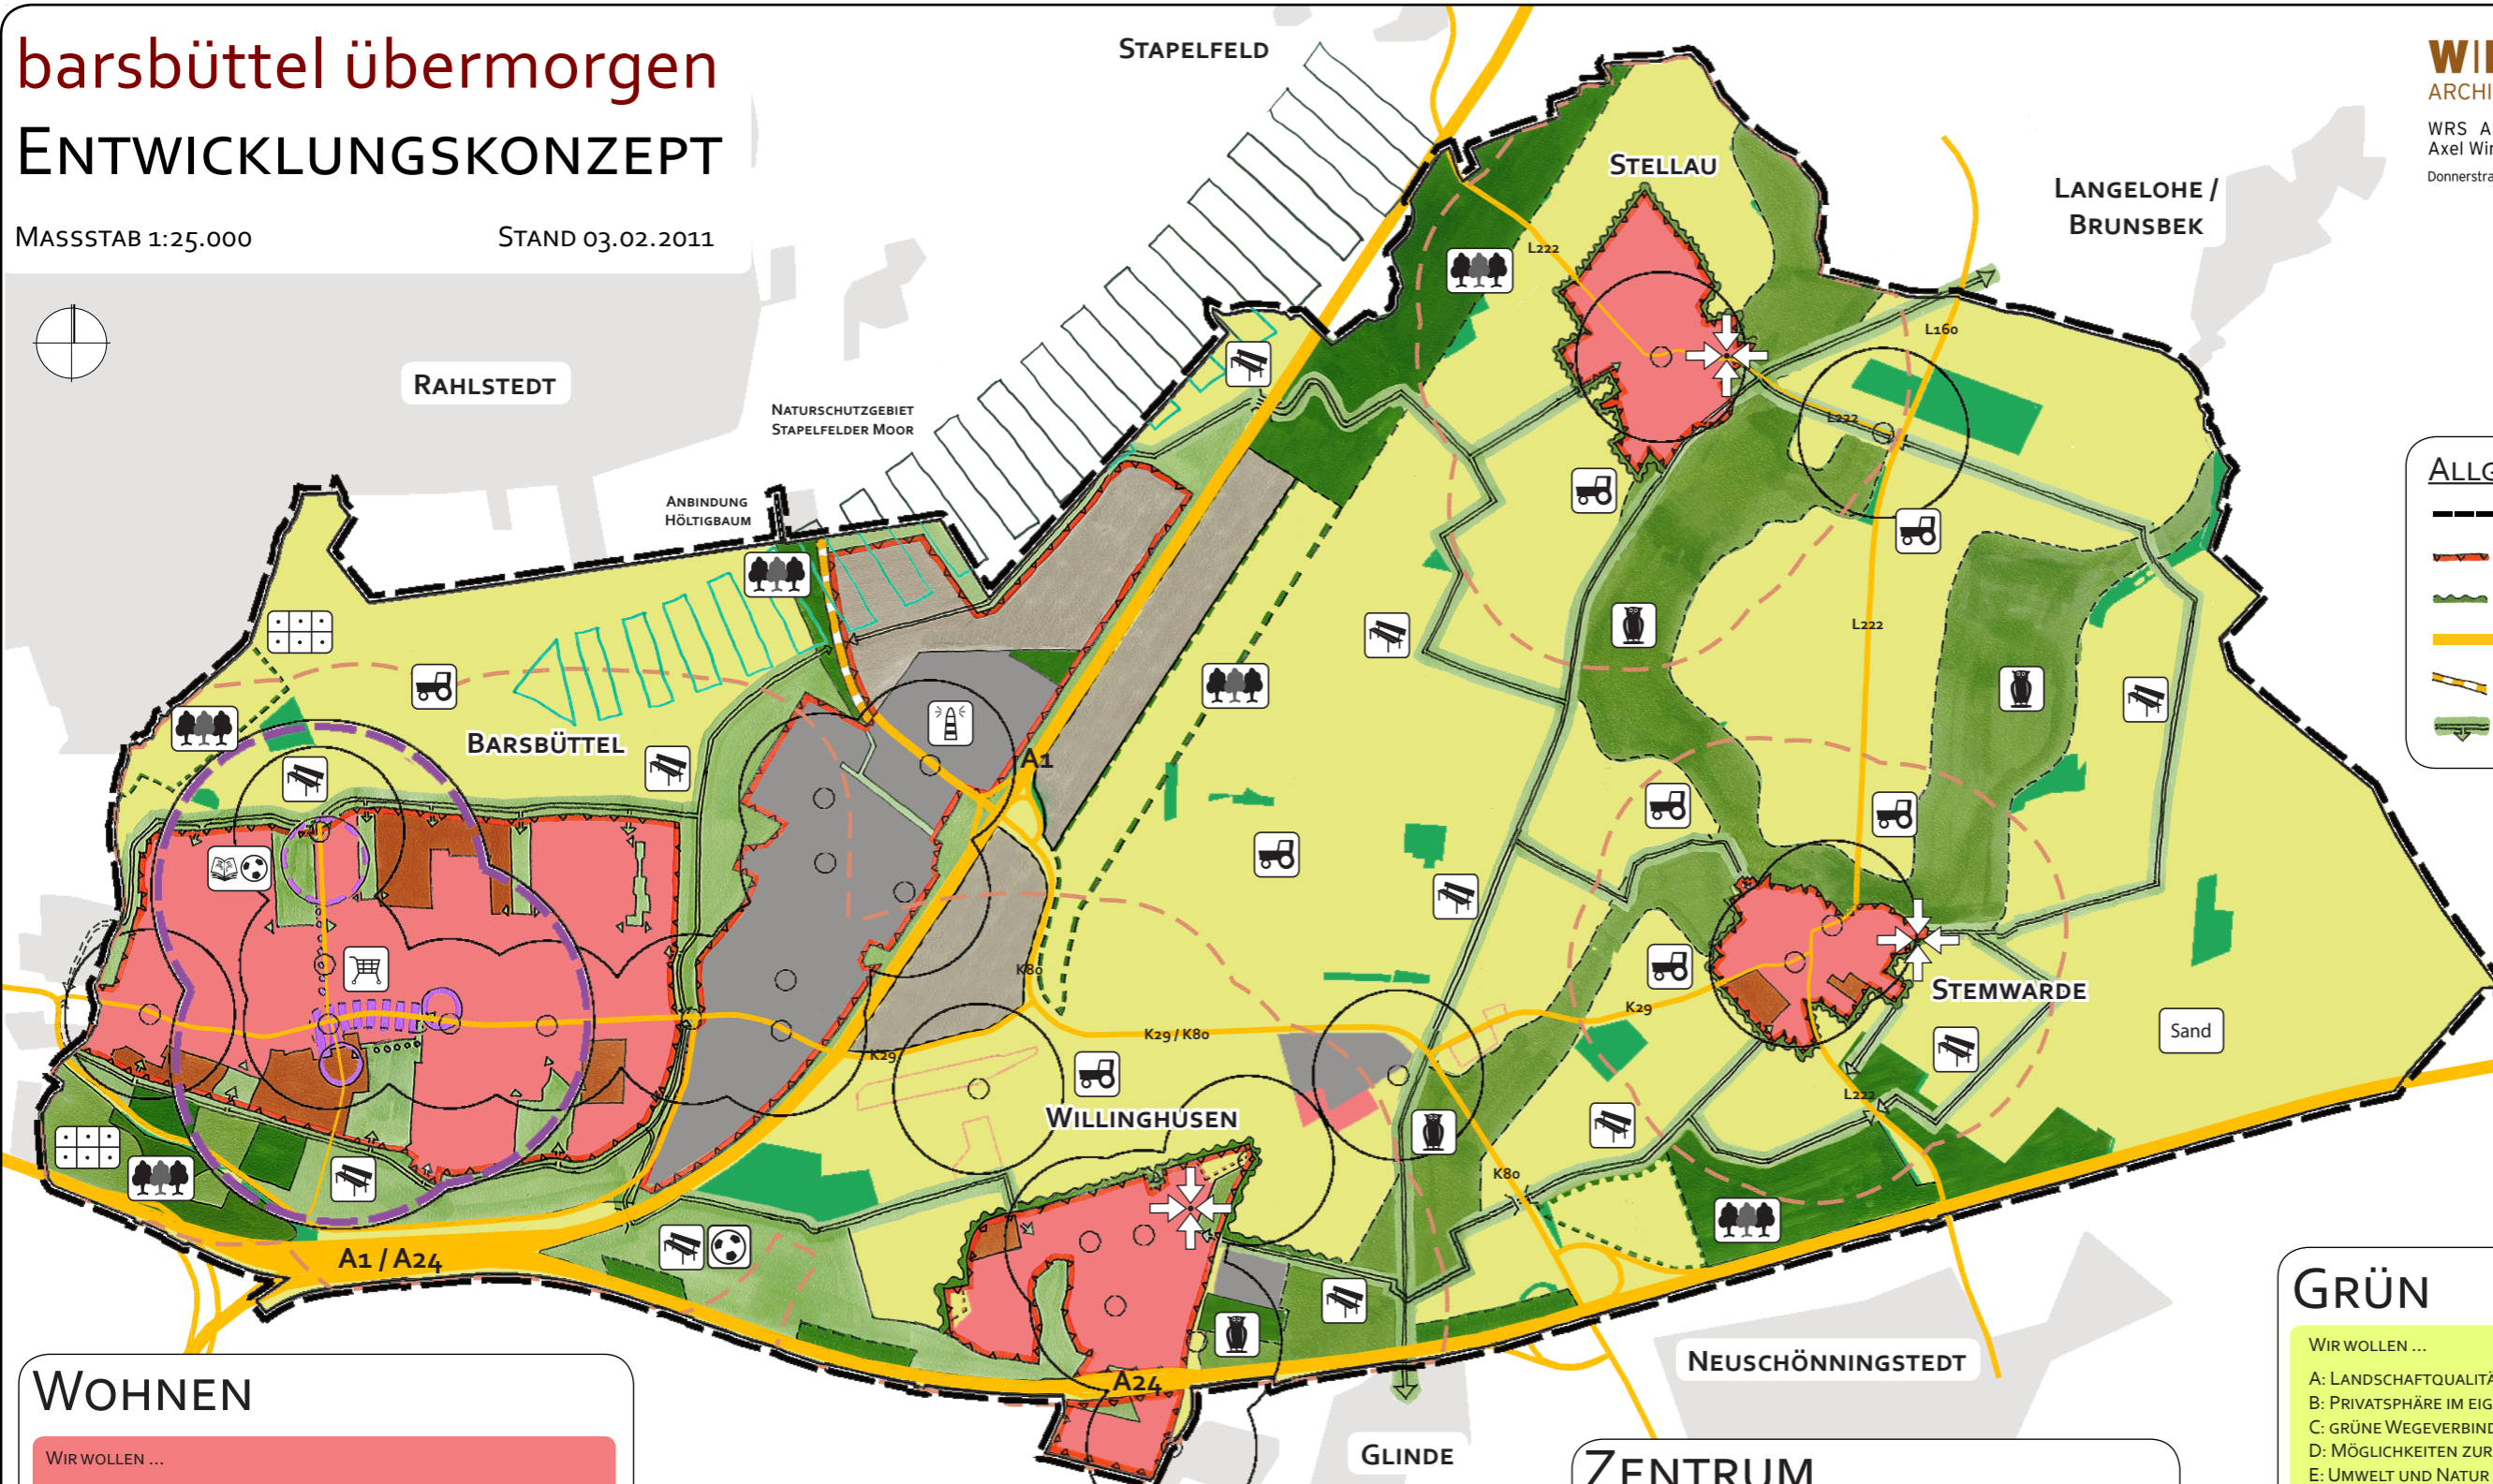 barsbüttel übermorgen
ENTWICKLUNGSKONZEPT
MASSSTAB 1:25.000
STAND 03.02.2011
STAPELFELD
STELLAU
LANGELOHE /
BRUNSBEK
WRS A
Axel Wi
Donnerstra
ARCHI
RAHLSTEDT
NATURSCHUTZGEBIET
STAPELFELDER MOOR
ANBINDUNG
HÖLTIGBAUM
L222
L160
L222
L222
ALLG
BARSBÜTTEL
A1
K80
K29
K29 / K80
K29
STEMWARDE
Sand
WILLINGHUSEN
L222
K80
A1 / A24
A24
NEUSCHÖNNINGSTEDT
GLINDE
WOHNEN
WIR WOLLEN ...
ZENTRUM
GRÜN
WIR WOLLEN ...
A: LANDSCHAFTQUALITÄ
B: PRIVATSPHÄRE IM EIG
C: GRÜNE WEGEVERBIND
D: MÖGLICHKEITEN ZUR
E: UMWELT UND NATUR